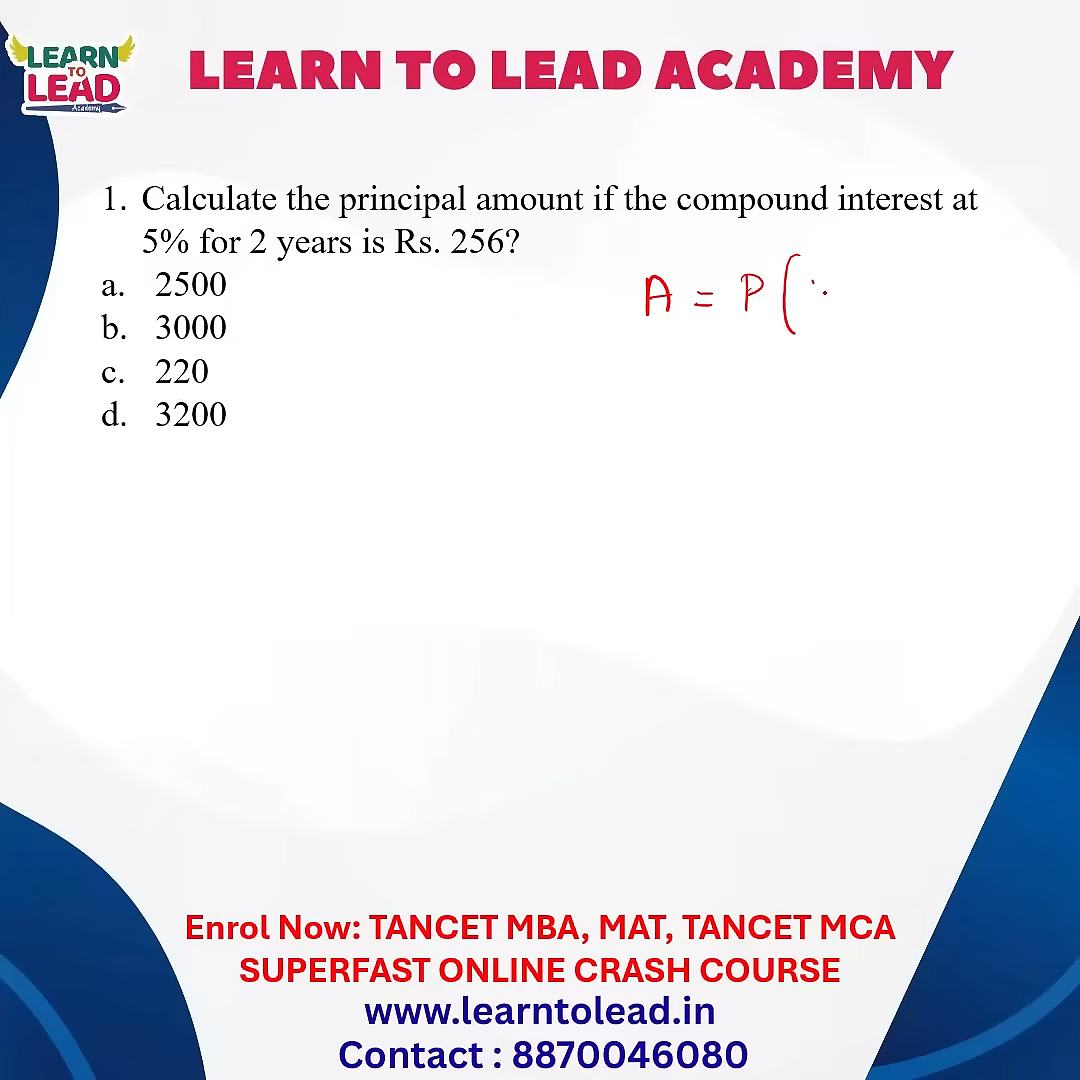 LEARN
TO
LEAD
Academy
LEARN TO LEAD ACADEMY
1. Calculate the principal amount if the compound interest at
5% for 2 years is Rs. 256?
a. 2500
b. 3000
c. 220
d. 3200
A = P (
Enrol Now: TANCET MBA, MAT, TANCET MCA
SUPERFAST ONLINE CRASH COURSE
www.learntolead.in
Contact : 8870046080